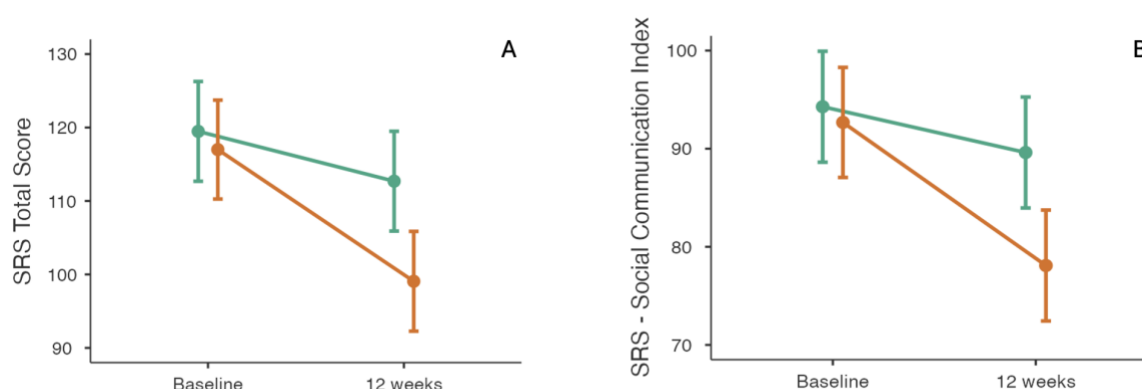 A
SRS Total Score
130
120
110
100
90
Baseline
12 weeks
B
SRS - Social Communication Index
100
90
80
70
Baseline
12 weeks